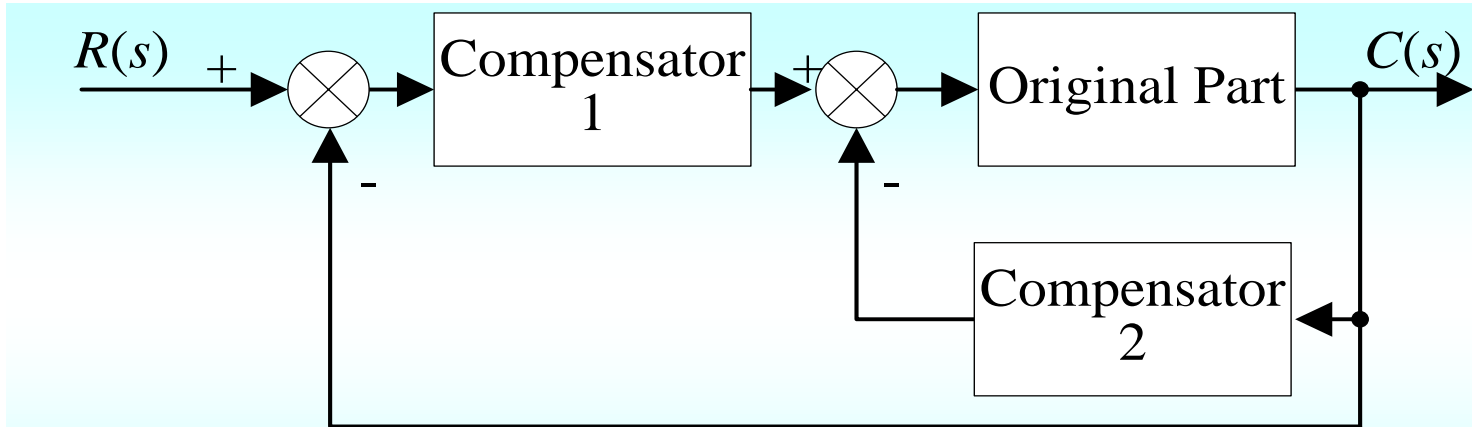 R(s)
+
Compensator
1
+
Original Part
C(s)
-
-
Compensator
2